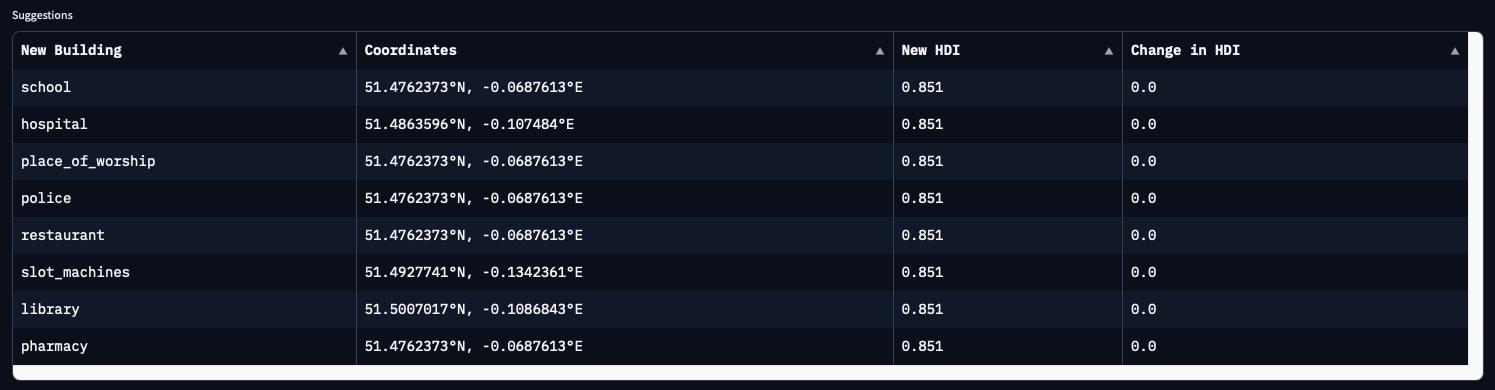 Suggestions
New Building ▲ Coordinates ▲ New HDI ▲ Change in HDI ▲
school 51.4762373°N, -0.0687613°E 0.851 0.0
hospital 51.4863596°N, -0.107484°E 0.851 0.0
place_of_worship 51.4762373°N, -0.0687613°E 0.851 0.0
police 51.4762373°N, -0.0687613°E 0.851 0.0
restaurant 51.4762373°N, -0.0687613°E 0.851 0.0
slot_machines 51.4927741°N, -0.1342361°E 0.851 0.0
library 51.5007017°N, -0.1086843°E 0.851 0.0
pharmacy 51.4762373°N, -0.0687613°E 0.851 0.0